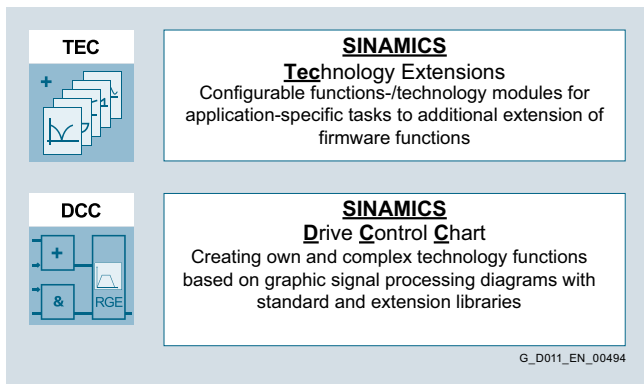 TEC
+
SINAMICS
Technology Extensions
Configurable functions-/technology modules for
application-specific tasks to additional extension of
firmware functions
DCC
+
&
RGE
SINAMICS
Drive Control Chart
Creating own and complex technology functions
based on graphic signal processing diagrams with
standard and extension libraries
G_D011_EN_00494